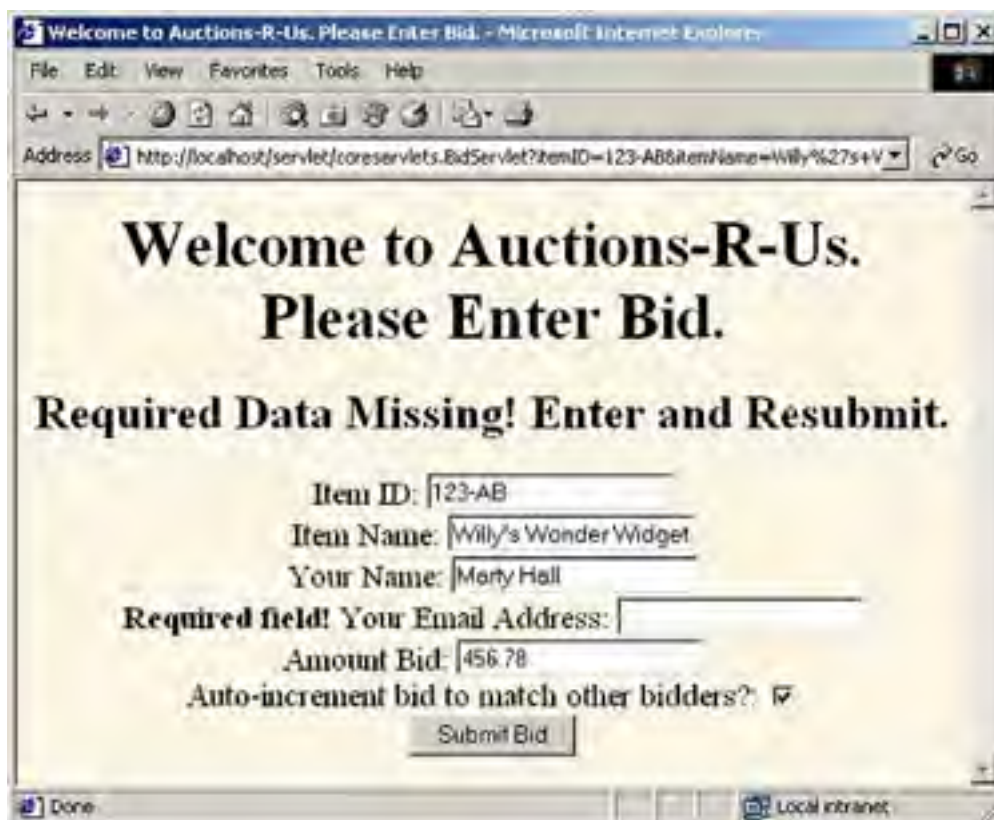 Welcome to Auctions-R-Us. Please Enter Bid. - Microsoft Internet Explorer
File Edit View Favorites Tools Help
Address http://localhost/servlet/coreservlets.BidServlet?itemID=123-AB&itemName=Willy%27s+V Go
Welcome to Auctions-R-Us.
Please Enter Bid.
Required Data Missing! Enter and Resubmit.
Item ID: 123-AB
Item Name: Willy's Wonder Widget
Your Name: Marty Hall
Required field! Your Email Address:
Amount Bid: 456.78
Auto-increment bid to match other bidders?:
Submit Bid
Done Local intranet